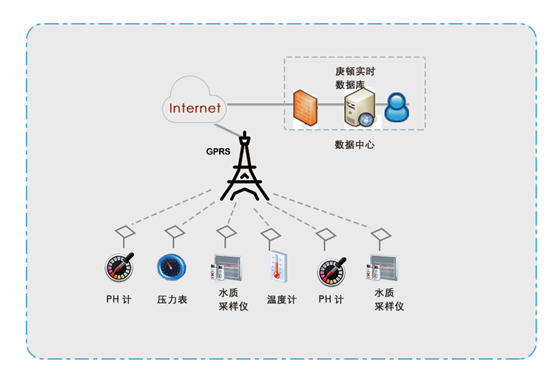 庚顿实时
数据库
Internet
数据中心
GPRS
PH 计
压力表
水质
采样仪
温度计
PH 计
水质
采样仪